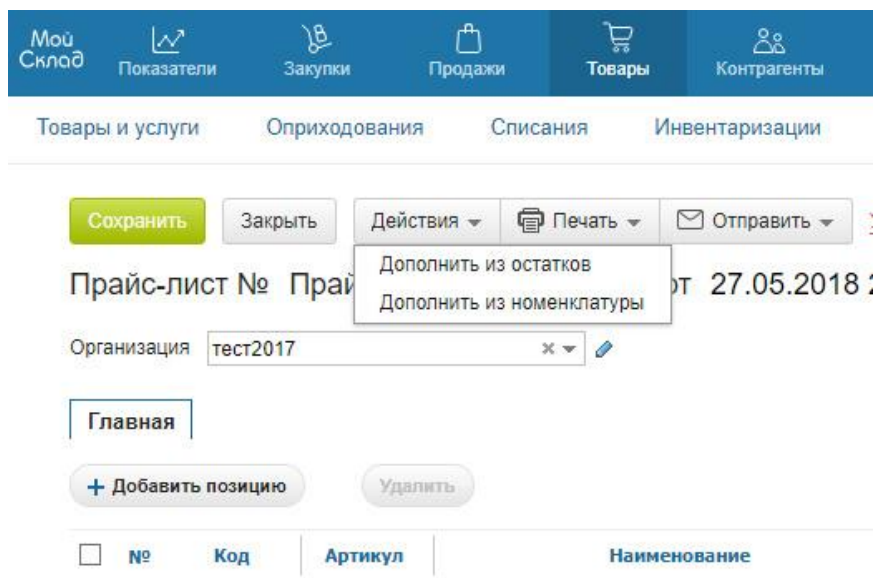 Мой Склад
Показатели Закупки Продажи Товары Контрагенты
Товары и услуги Оприходования Списания Инвентаризации
Сохранить Закрыть Действия Печать Отправить
Дополнить из остатков
Прайс-лист № от 27.05.2018
Дополнить из номенклатуры
Организация тест2017
Главная
+ Добавить позицию Удалить
№ Код Артикул Наименование